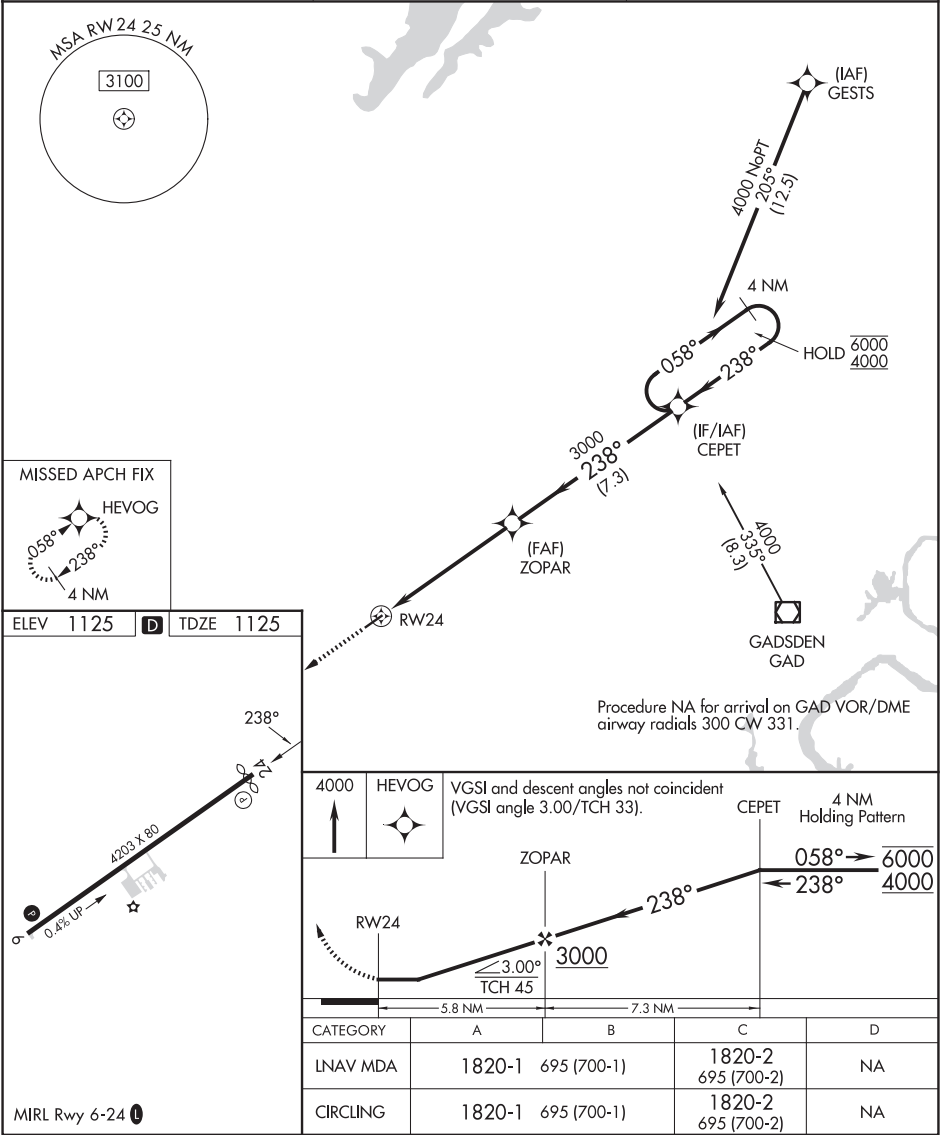 MSA RW24 25 NM
3100
(IAF)
GESTS
4000 NoPT
205°
(12.5)
4 NM
058°
238°
HOLD 6000
4000
(IF/IAF)
CEPET
3000
238°
(7.3)
(FAF)
ZOPAR
4000
335°
(8.3)
RW24
GADSDEN
GAD
Procedure NA for arrival on GAD VOR/DME
airway radials 300 CW 331.
MISSED APCH FIX
HEVOG
058°
238°
4 NM
ELEV 1125 D TDZE 1125
238°
24
P
4203 X 80
P
0.4% UP
6
MIRL Rwy 6-24 L
4000
HEVOG
VGSI and descent angles not coincident
(VGSI angle 3.00/TCH 33).
CEPET
4 NM
Holding Pattern
ZOPAR
058° 6000
238° 4000
238°
RW24
3000
3.00°
TCH 45
5.8 NM
7.3 NM
CATEGORY A B C D
LNAV MDA 1820-1 695 (700-1) 1820-2 NA
695 (700-2)
CIRCLING 1820-1 695 (700-1) 1820-2 NA
695 (700-2)